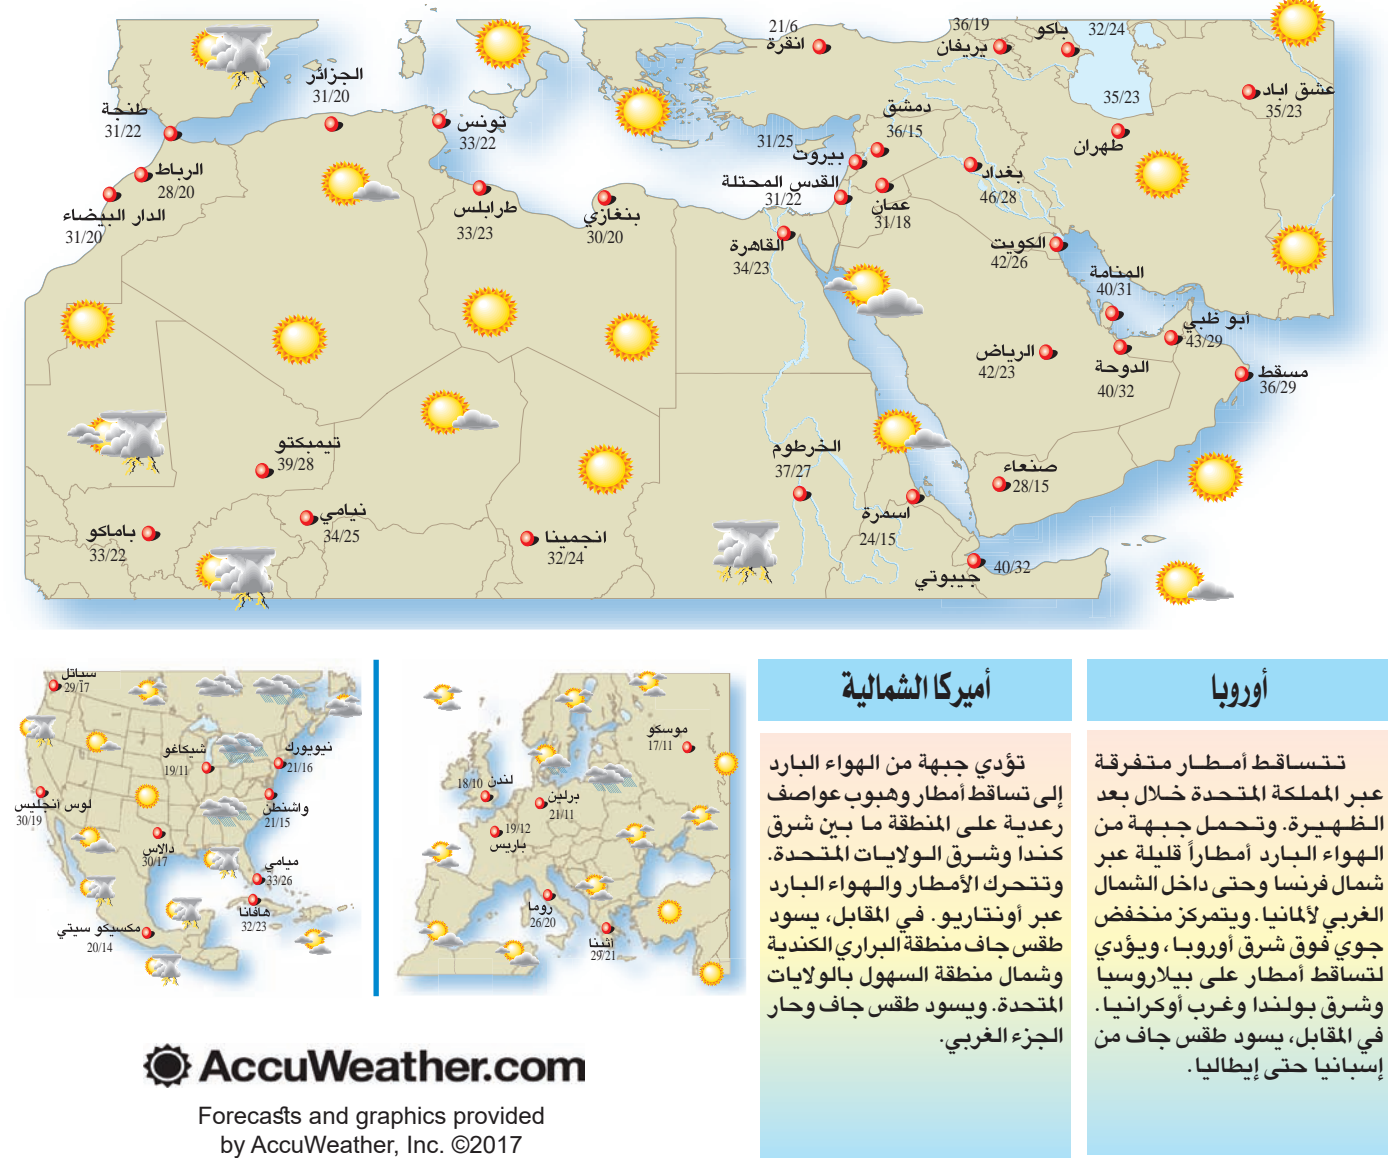 21/6
انقرة
36/19
يريفان
باكو
32/24
35/23
عشق اباد
35/23
طهران
الجزائر
31/20
طنجة
31/22
تونس
33/22
دمشق
36/15
31/25
بيروت
الرباط
28/20
القدس المحتلة
31/22
عمان
31/18
بغداد
46/28
الدار البيضاء
31/20
طرابلس
33/23
بنغازي
30/20
القاهرة
34/23
الكويت
42/26
المنامة
40/31
أبو ظبي
43/29
الرياض
42/23
الدوحة
40/32
مسقط
36/29
تيمبكتو
39/28
الخرطوم
37/27
صنعاء
28/15
باماكو
33/22
نيامي
34/25
انجمينا
32/24
اسمرة
24/15
جيبوتي
40/32
سياتل
29/17
شيكاغو
19/11
نيويورك
21/16
لوس أنجليس
30/19
واشنطن
21/15
دالاس
30/17
ميامي
33/26
هافانا
32/23
مكسيكو سيتي
20/14
موسكو
17/11
لندن
18/10
برلين
21/11
19/12
باريس
روما
26/20
أثينا
29/21
أوروبا
تتساقط أمطار متفرقة
عبر المملكة المتحدة خلال بعد
الظهيرة. وتحمل جبهة من
الهواء البارد أمطاراً قليلة عبر
شمال فرنسا وحتى داخل الشمال
الغربي لألمانيا. ويتمركز منخفض
جوي فوق شرق أوروبا، ويؤدي
لتساقط أمطار على بيلاروسيا
وشرق بولندا وغرب أوكرانيا.
في المقابل، يسود طقس جاف من
إسبانيا حتى إيطاليا.
أميركا الشمالية
تؤدي جبهة من الهواء البارد
إلى تساقط أمطار وهبوب عواصف
رعدية على المنطقة ما بين شرق
كندا وشرق الولايات المتحدة.
وتتحرك الأمطار والهواء البارد
عبر أونتاريو. في المقابل، يسود
طقس جاف منطقة البراري الكندية
وشمال منطقة السهول بالولايات
المتحدة. ويسود طقس جاف وحار
الجزء الغربي.
AccuWeather.com
Forecasts and graphics provided
by AccuWeather, Inc. ©2017